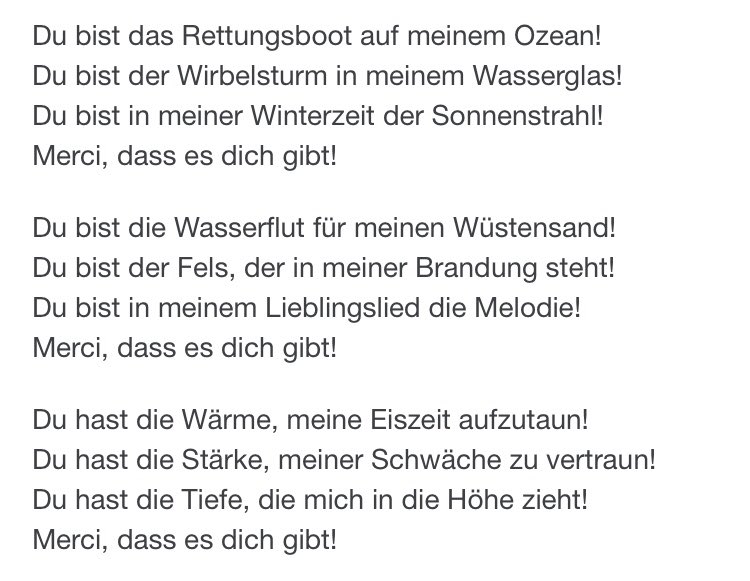 Du bist das Rettungsboot auf meinem Ozean!
Du bist der Wirbelsturm in meinem Wasserglas!
Du bist in meiner Winterzeit der Sonnenstrahl!
Merci, dass es dich gibt!
Du bist die Wasserflut für meinen Wüstensand!
Du bist der Fels, der in meiner Brandung steht!
Du bist in meinem Lieblingslied die Melodie!
Merci, dass es dich gibt!
Du hast die Wärme, meine Eiszeit aufzutaun!
Du hast die Stärke, meiner Schwäche zu vertraun!
Du hast die Tiefe, die mich in die Höhe zieht!
Merci, dass es dich gibt!